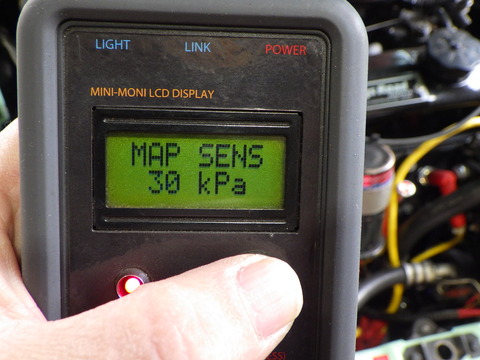 LIGHT LINK POWER
MINI-MONI LCD DISPLAY
MAP SENS
30 kPa